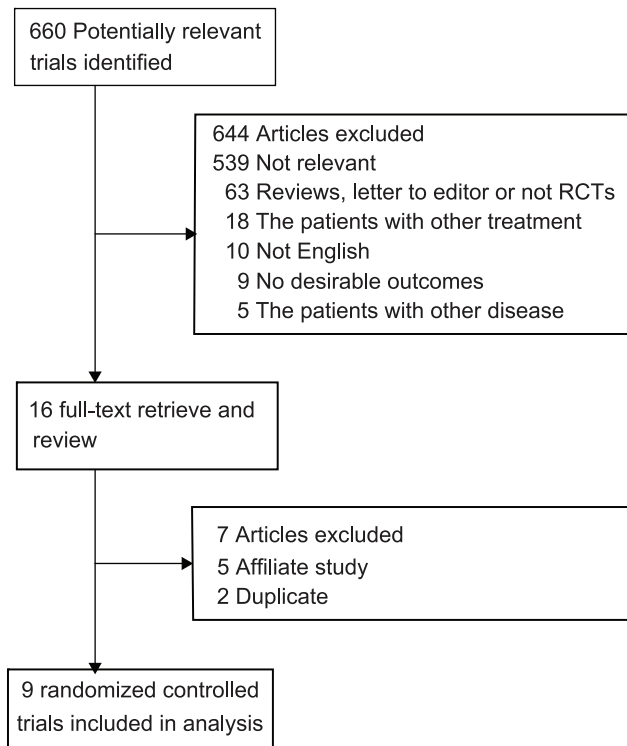 660 Potentially relevant
trials identified
644 Articles excluded
539 Not relevant
63 Reviews, letter to editor or not RCTs
18 The patients with other treatment
10 Not English
9 No desirable outcomes
5 The patients with other disease
16 full-text retrieve and
review
7 Articles excluded
5 Affiliate study
2 Duplicate
9 randomized controlled
trials included in analysis